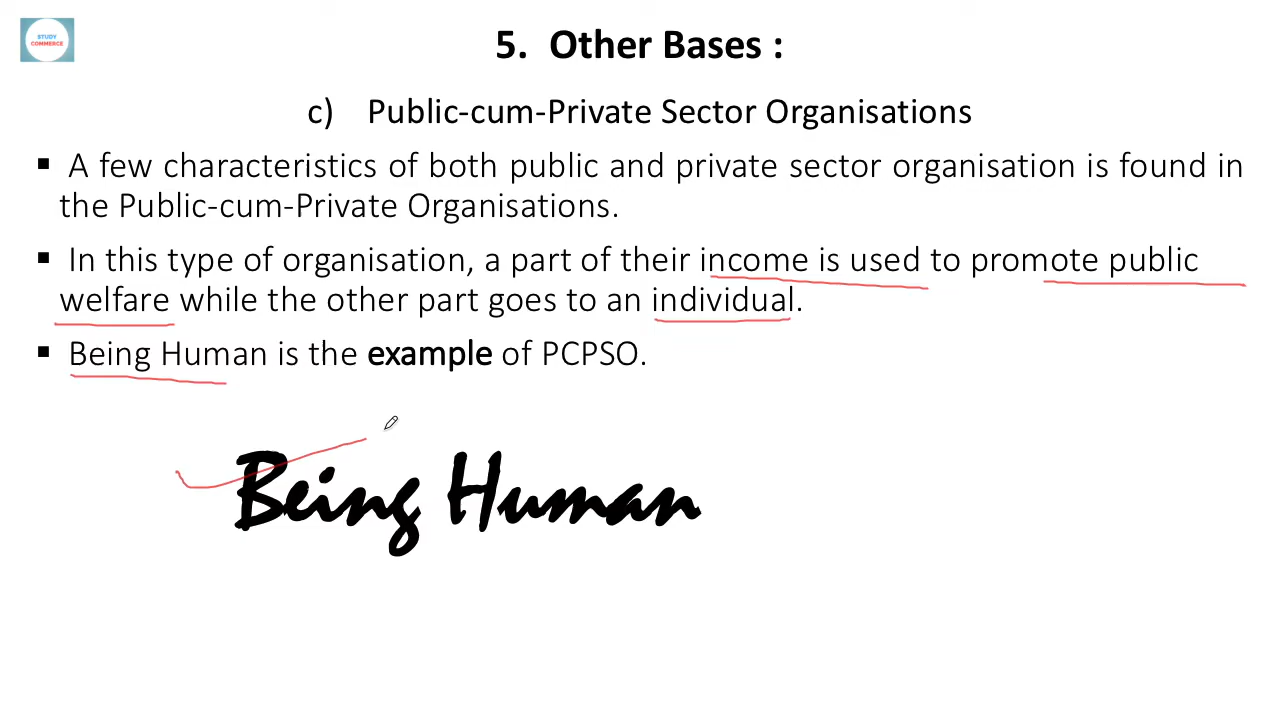 STUDY
COMMERCE
5. Other Bases :
c) Public-cum-Private Sector Organisations
▪ A few characteristics of both public and private sector organisation is found in
the Public-cum-Private Organisations.
▪ In this type of organisation, a part of their income is used to promote public
welfare while the other part goes to an individual.
▪ Being Human is the example of PCPSO.
Being Human